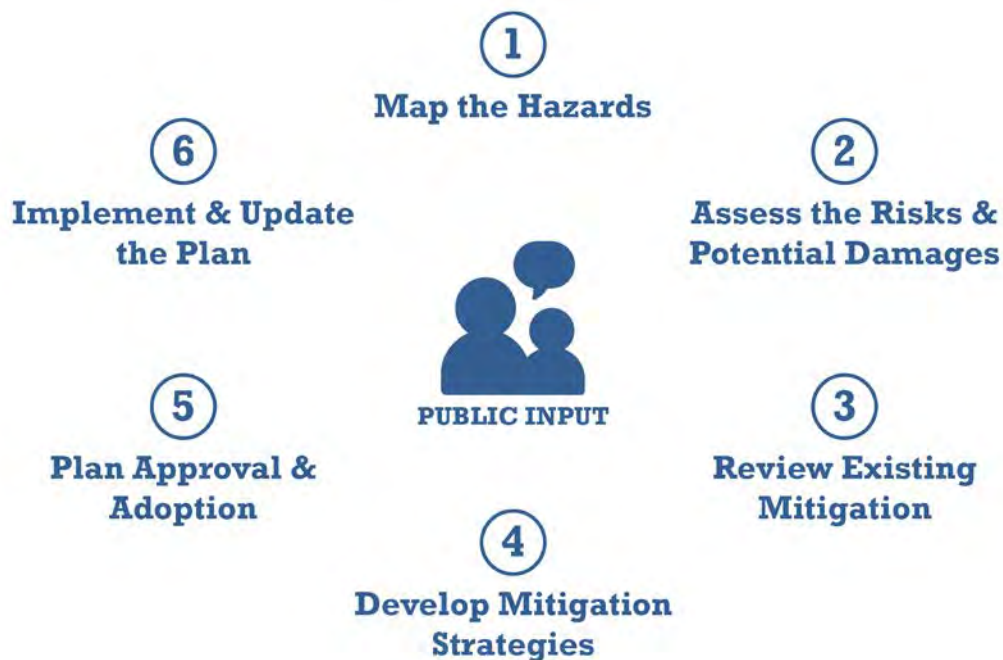 1
Map the Hazards
2
Assess the Risks &
Potential Damages
3
Review Existing
Mitigation
4
Develop Mitigation
Strategies
5
Plan Approval &
Adoption
6
Implement & Update
the Plan
PUBLIC INPUT